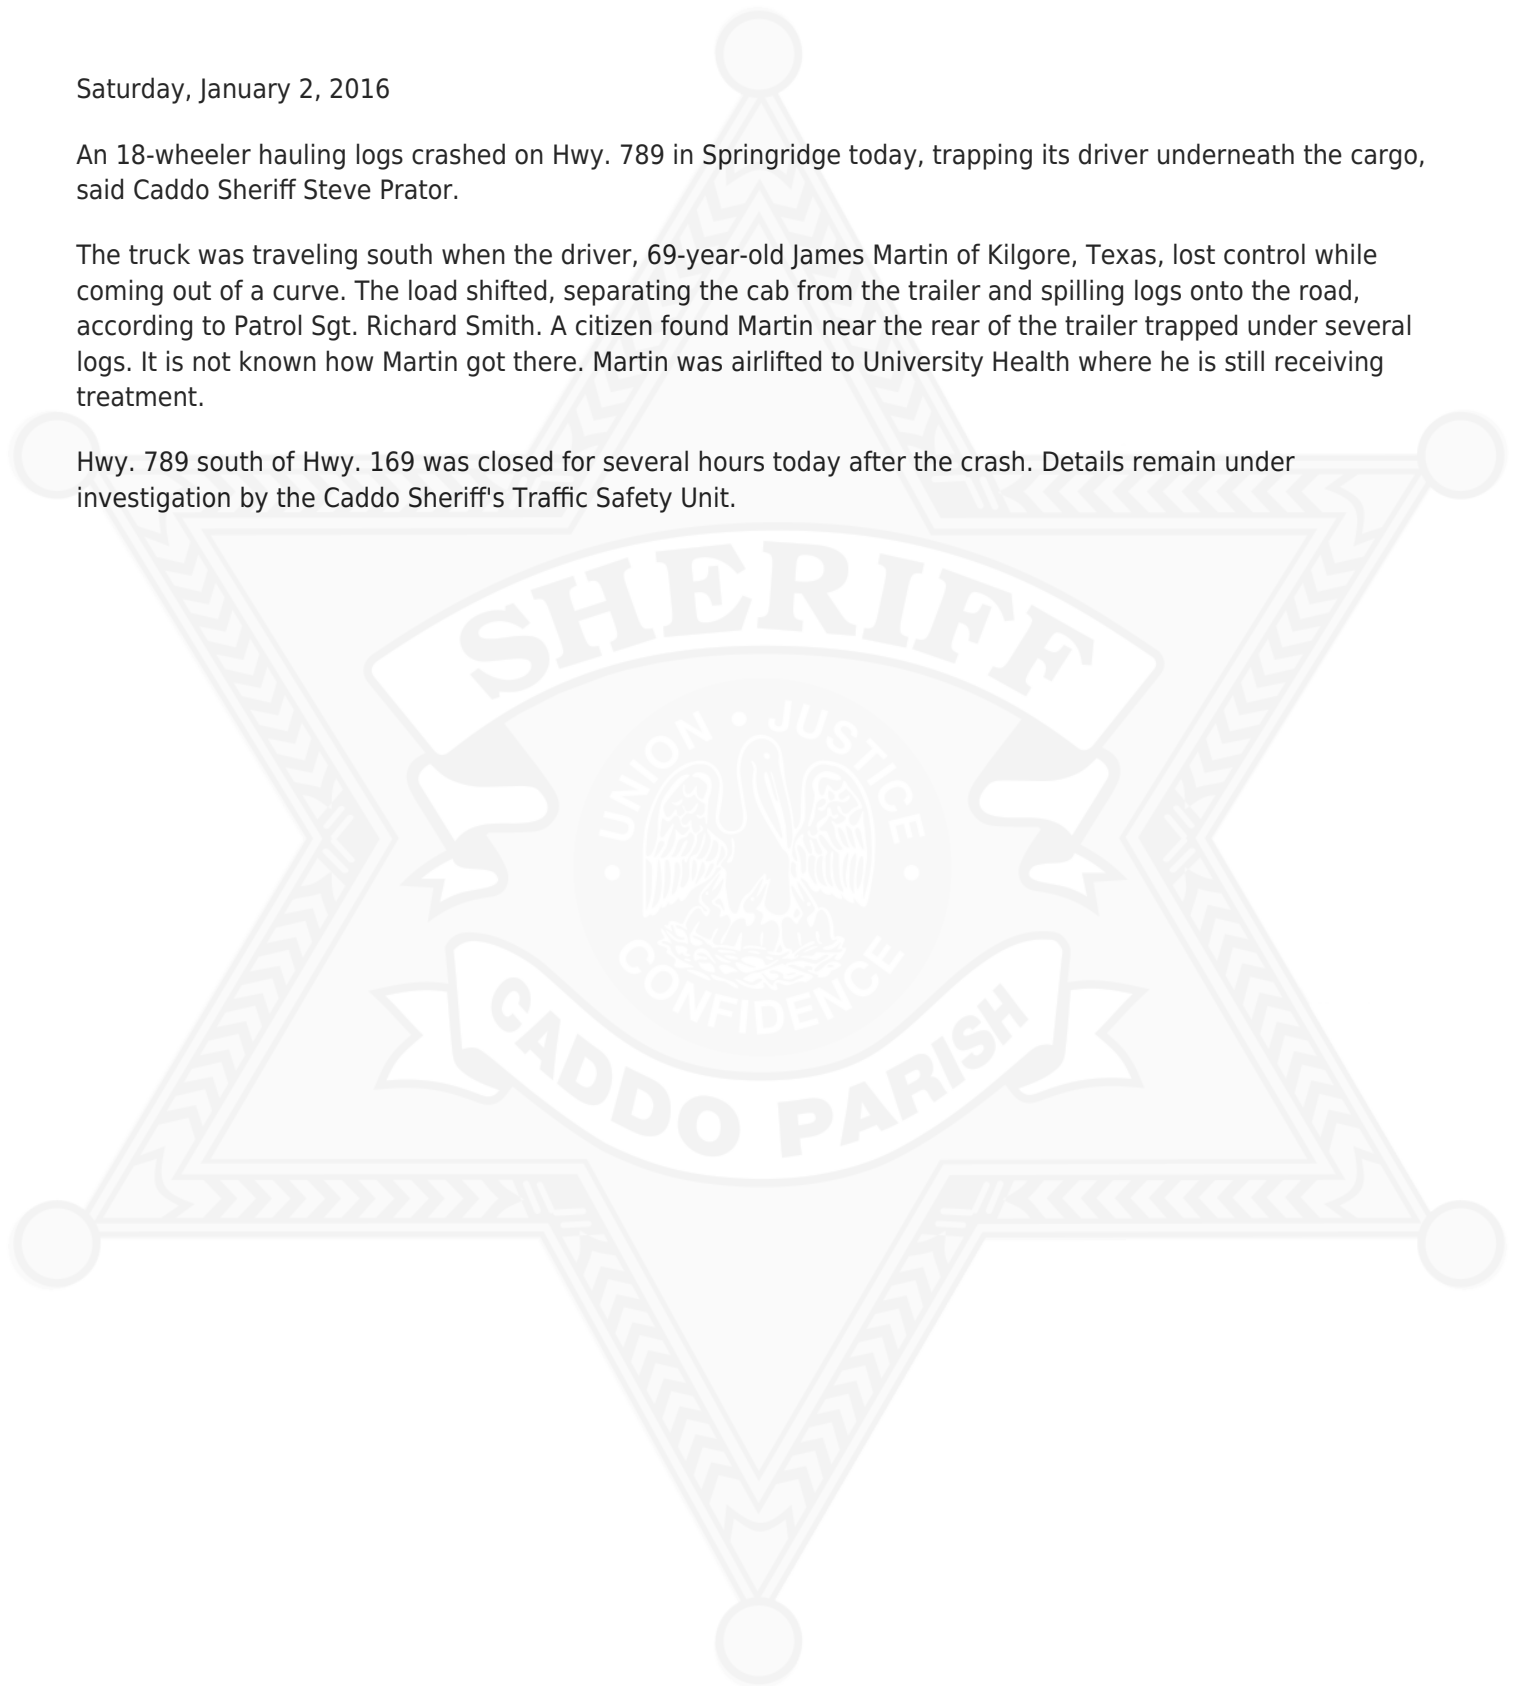 Saturday, January 2, 2016
An 18-wheeler hauling logs crashed on Hwy. 789 in Springridge today, trapping its driver underneath the cargo,
said Caddo Sheriff Steve Prator.
The truck was traveling south when the driver, 69-year-old James Martin of Kilgore, Texas, lost control while
coming out of a curve. The load shifted, separating the cab from the trailer and spilling logs onto the road,
according to Patrol Sgt. Richard Smith. A citizen found Martin near the rear of the trailer trapped under several
logs. It is not known how Martin got there. Martin was airlifted to University Health where he is still receiving
treatment.
Hwy. 789 south of Hwy. 169 was closed for several hours today after the crash. Details remain under
investigation by the Caddo Sheriff's Traffic Safety Unit.
SHERIFF
UNION • JUSTICE •
• CONFIDENCE
CADDO PARISH